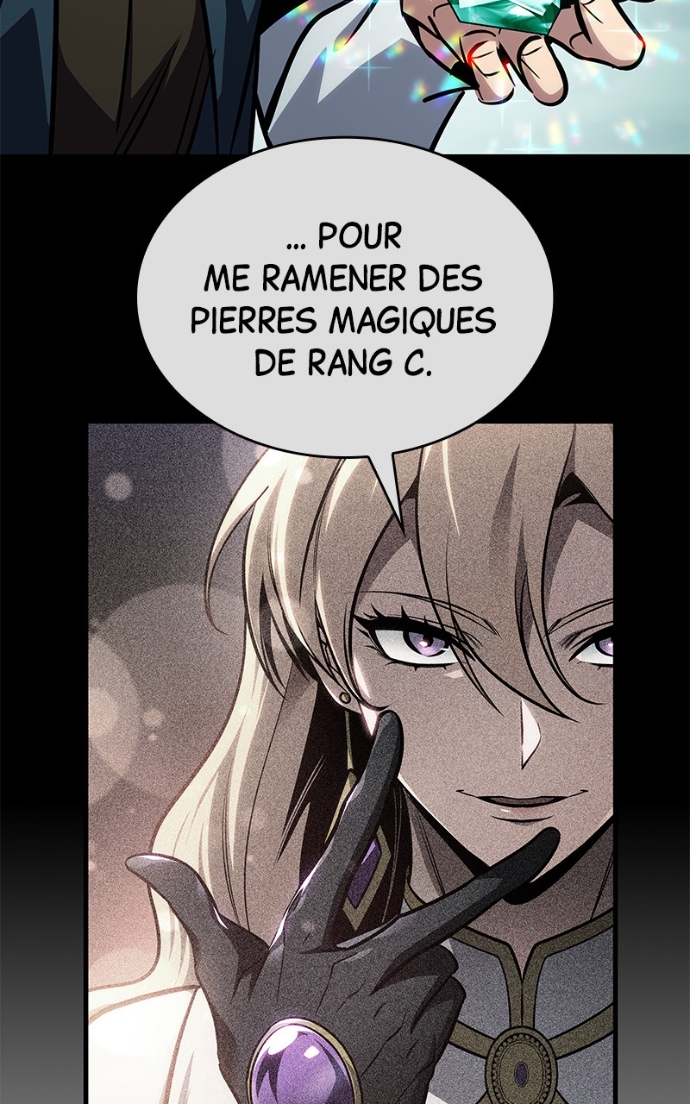 ... POUR
ME RAMENER DES
PIERRES MAGIQUES
DE RANG C.